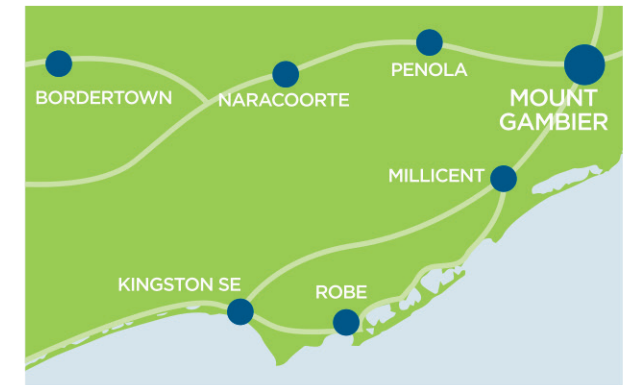 PENOLA
BORDERTOWN
NARACOORTE
MOUNT
GAMBIER
MILLICENT
KINGSTON SE
ROBE